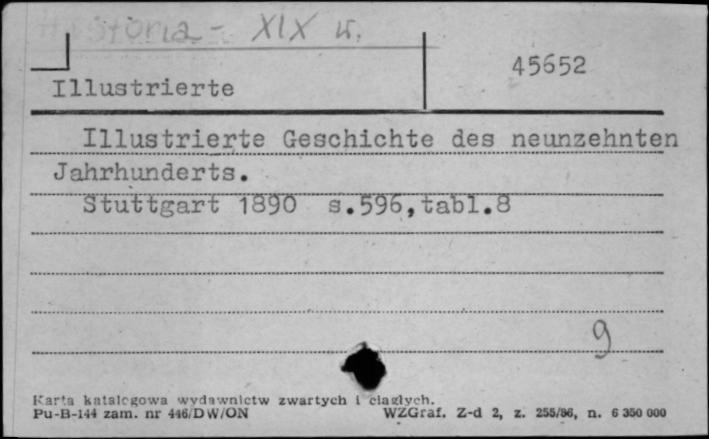 Historia - XIX w.
45652
Illustrierte
Illustrierte Geschichte des neunzehnten
Jahrhunderts.
Stuttgart 1890 s.596,tabl.8
9
Karta katalogowa wydawnictw zwartych i ciągłych.
Pu-B-144 zam. nr 446/DW/ON WZGraf. Z-d 2, z. 255/86, n. 6 350 000